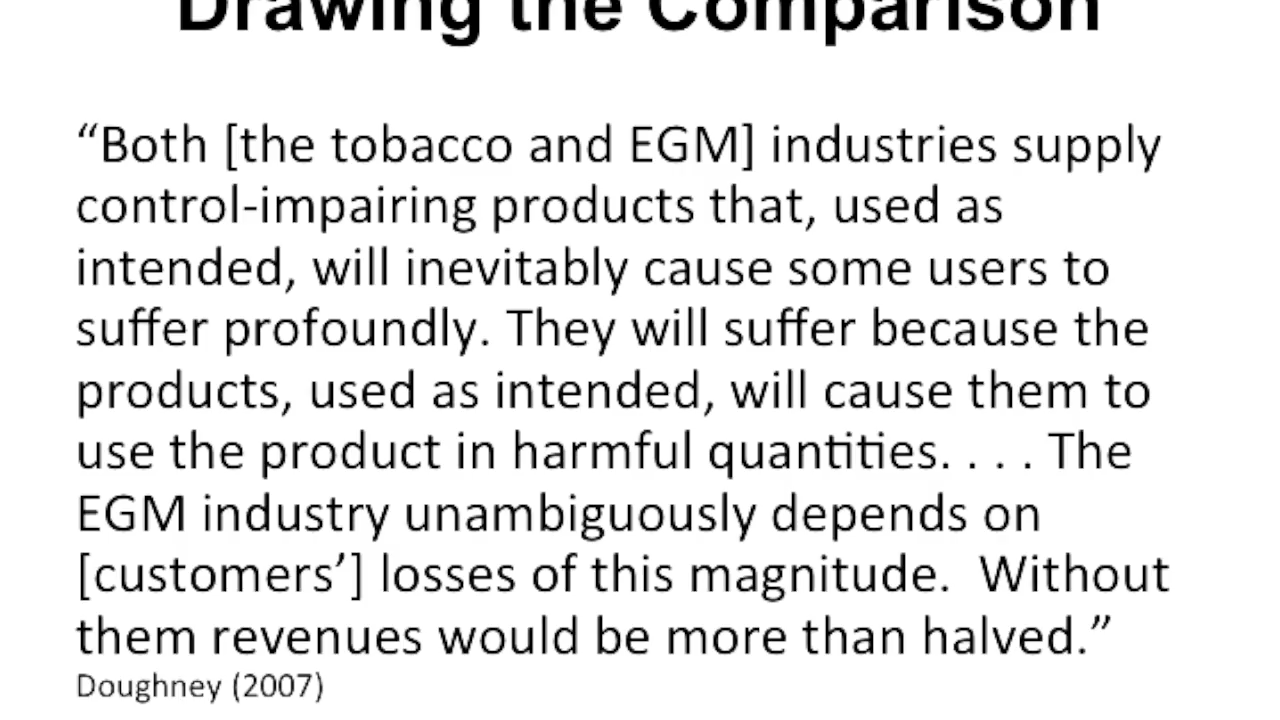 Drawing the Comparison
“Both [the tobacco and EGM] industries supply
control-impairing products that, used as
intended, will inevitably cause some users to
suffer profoundly. They will suffer because the
products, used as intended, will cause them to
use the product in harmful quantities. . . . The
EGM industry unambiguously depends on
[customers’] losses of this magnitude.  Without
them revenues would be more than halved.”
Doughney (2007)